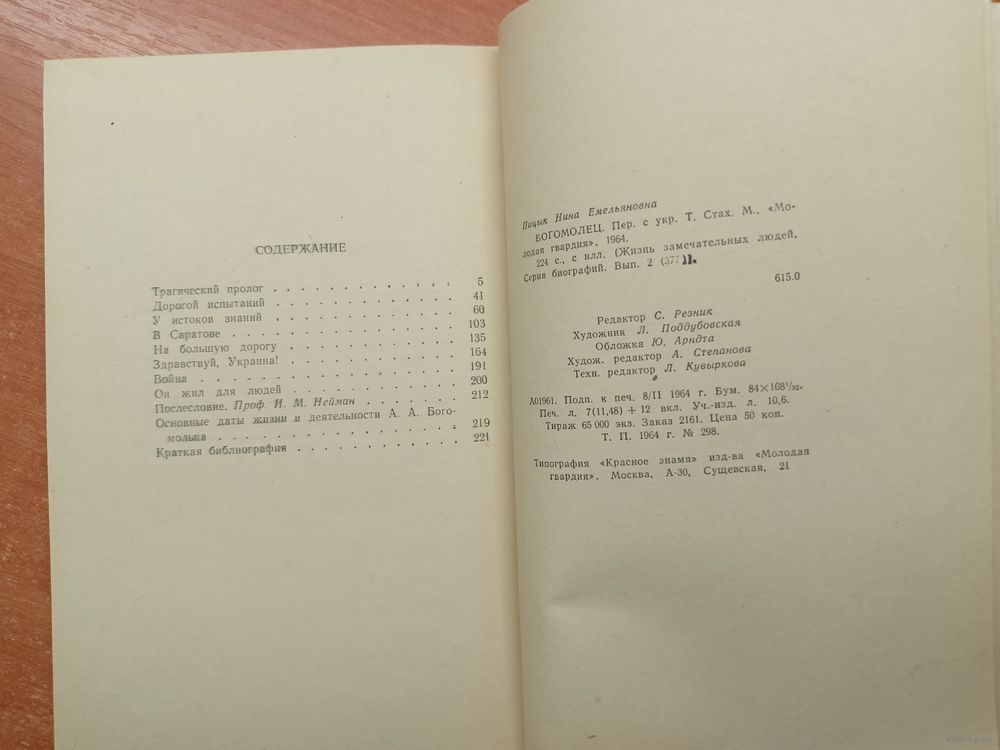 СОДЕРЖАНИЕ
Трагический пролог . . . . . . . . . . . . . 5
Дорогой испытаний . . . . . . . . . . . . . 41
У истоков знаний . . . . . . . . . . . . . 60
В Саратове . . . . . . . . . . . . . . . . 103
На большую дорогу . . . . . . . . . . . . 135
Здравствуй, Украина! . . . . . . . . . . . 164
Война . . . . . . . . . . . . . . . . . . 191
Он жил для людей . . . . . . . . . . . . 200
Послесловие. Проф. И. М. Нейман . . . . . . . 212
Основные даты жизни и деятельности А. А. Бого-
мольца . . . . . . . . . . . . . . . . . 219
Краткая библиография . . . . . . . . . . . 221
Пицык Нина Емельяновна
БОГОМОЛЕЦ. Пер. с укр. Т. Стах. М., «Мо-
лодая гвардия», 1964.
224 с., с илл. (Жизнь замечательных людей.
Серия биографий. Вып. 2 (377)).
615.0
Редактор С. Резник
Художник Л. Поддубовская
Обложка Ю. Арндта
Худож. редактор А. Степанова
Техн. редактор Л. Кувыркова
А01961. Подп. к печ. 8/II 1964 г. Бум. 84×108¹/₃₂.
Печ. л. 7(11,48) + 12 вкл. Уч.-изд. л. 10,6.
Тираж 65 000 экз. Заказ 2161. Цена 50 коп.
Т. П. 1964 г. № 298.
Типография «Красное знамя» изд-ва «Молодая
гвардия», Москва, А-30, Сущевская, 21